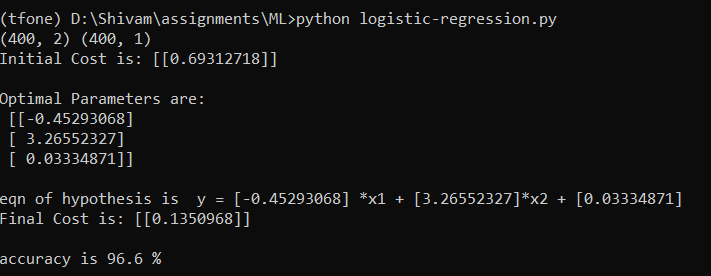 (tfone) D:\Shivam\assignments\ML>python logistic-regression.py
(400, 2) (400, 1)
Initial Cost is: [[0.69312718]]
Optimal Parameters are:
[[-0.45293068]
[ 3.26552327]
[ 0.03334871]]
eqn of hypothesis is  y = [-0.45293068] *x1 + [3.26552327]*x2 + [0.03334871]
Final Cost is: [[0.1350968]]
accuracy is 96.6 %